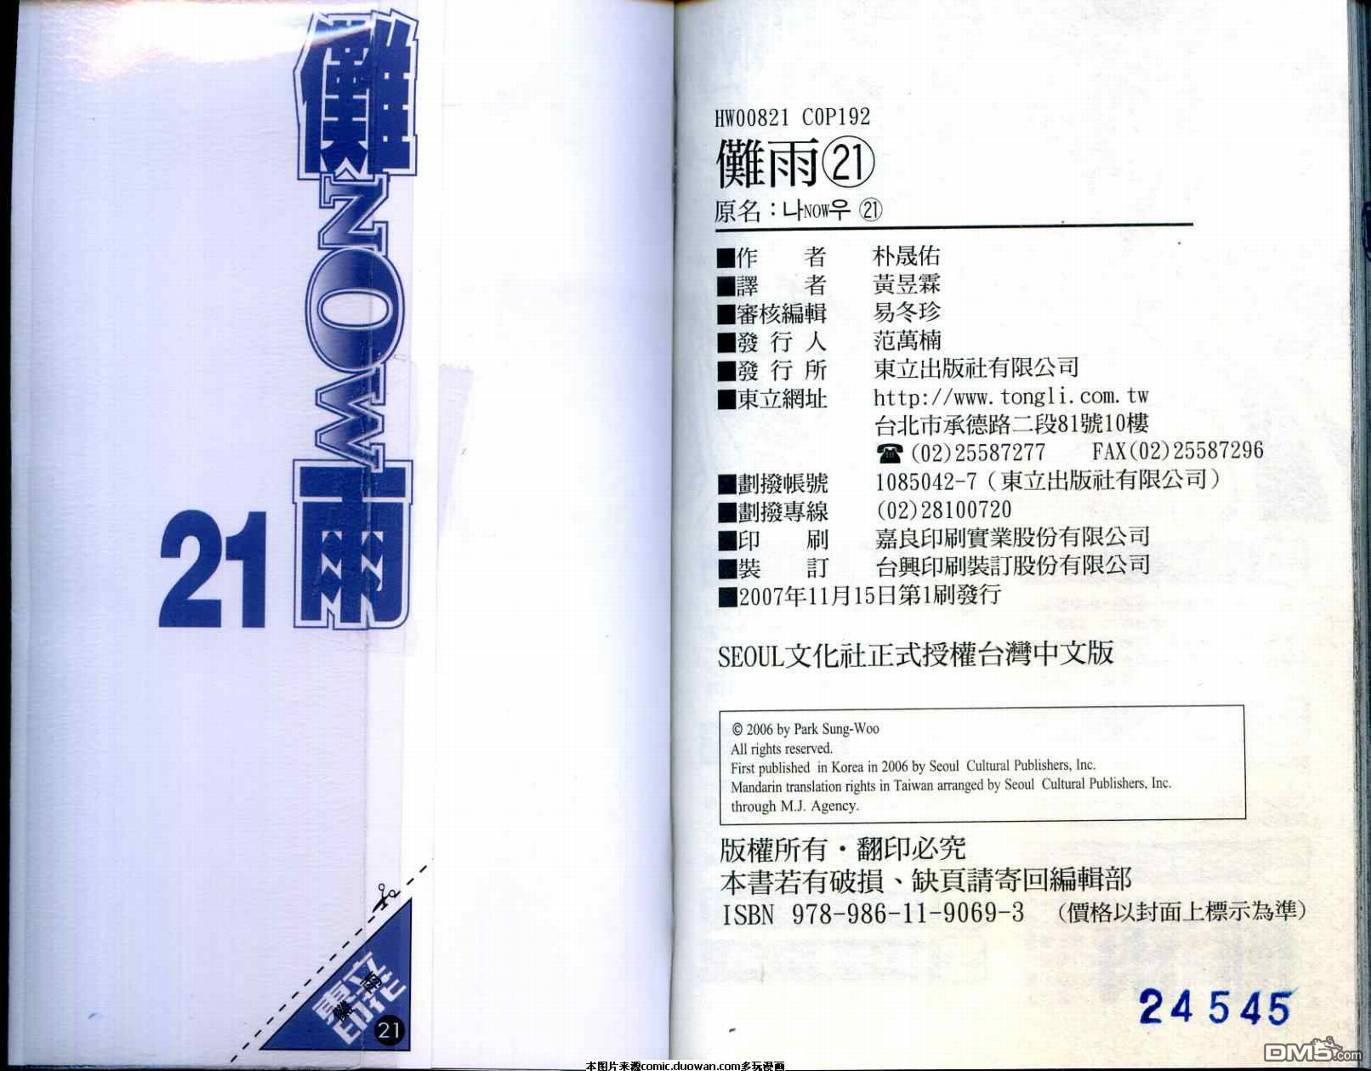 儺
NOW
雨
21
東立
印花
儺雨
21
HW00821 COP192
儺雨㉑
原名：나NOW우 ㉑
■作　者　朴晟佑
■譯　者　黃昱霖
■審核編輯　易冬珍
■發行人　范萬楠
■發行所　東立出版社有限公司
■東立網址　http://www.tongli.com.tw
台北市承德路二段81號10樓
☎(02)25587277　FAX(02)25587296
■劃撥帳號　1085042-7（東立出版社有限公司）
■劃撥專線　(02)28100720
■印　刷　嘉良印刷實業股份有限公司
■裝　訂　台興印刷裝訂股份有限公司
■2007年11月15日第1刷發行
SEOUL文化社正式授權台灣中文版
© 2006 by Park Sung-Woo
All rights reserved.
First published in Korea in 2006 by Seoul Cultural Publishers, Inc.
Mandarin translation rights in Taiwan arranged by Seoul Cultural Publishers, Inc.
through M.J. Agency.
版權所有・翻印必究
本書若有破損、缺頁請寄回編輯部
ISBN 978-986-11-9069-3 （價格以封面上標示為準）
24545
DM5.com
本图片来源comic.duowan.com多玩漫画